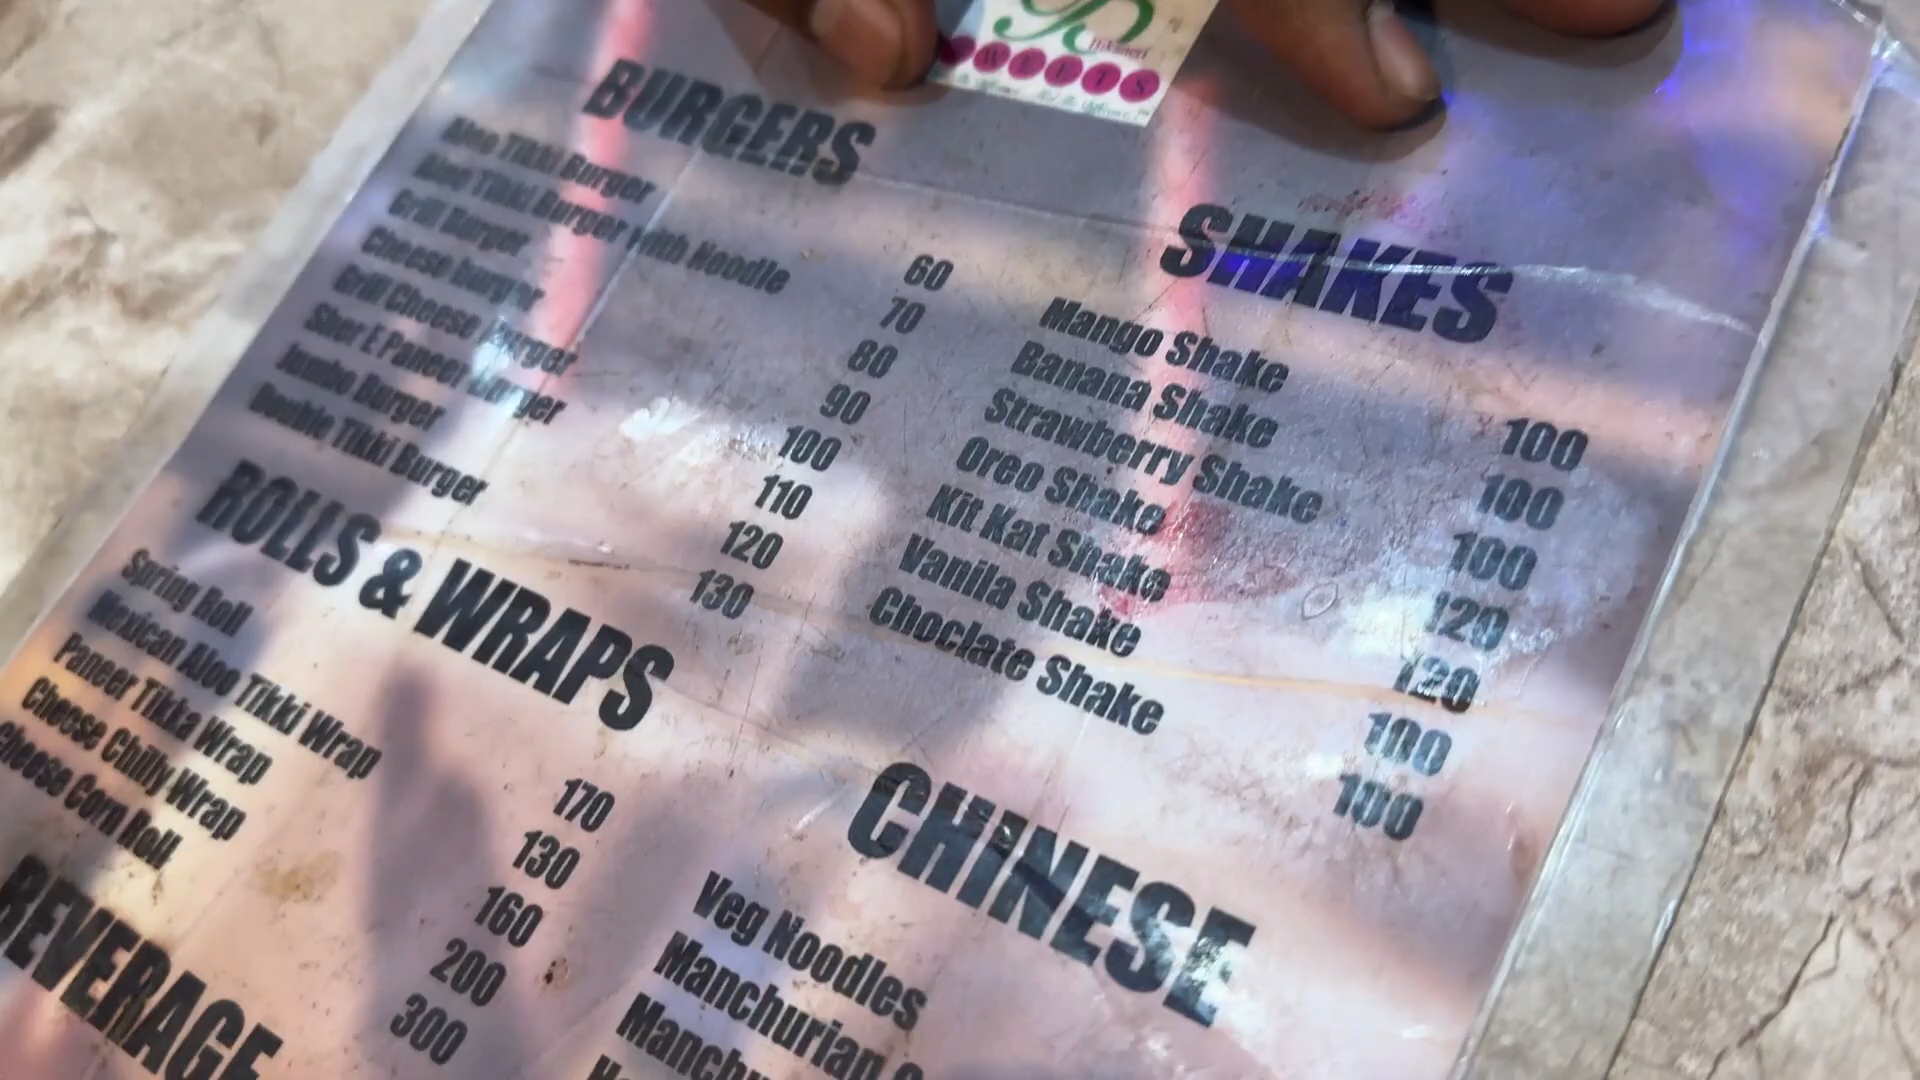 Bikaneri
SWEETS
BURGERS
Aloo Tikki Burger 60
Aloo Tikki Burger with Noodle 70
Grill Burger 80
Cheese burger 90
Grill Cheese Burger 100
Sher E Paneer Burger 110
Jumbo Burger 120
Double Tikki Burger 130
ROLLS & WRAPS
Spring Roll 170
Mexican Aloo Tikki Wrap 130
Paneer Tikka Wrap 160
Cheese Chilly Wrap 200
Cheese Corn Roll 300
BEVERAGE
SHAKES
Mango Shake 100
Banana Shake 100
Strawberry Shake 100
Oreo Shake 120
Kit Kat Shake 120
Vanila Shake 100
Choclate Shake 100
CHINESE
Veg Noodles
Manchurian